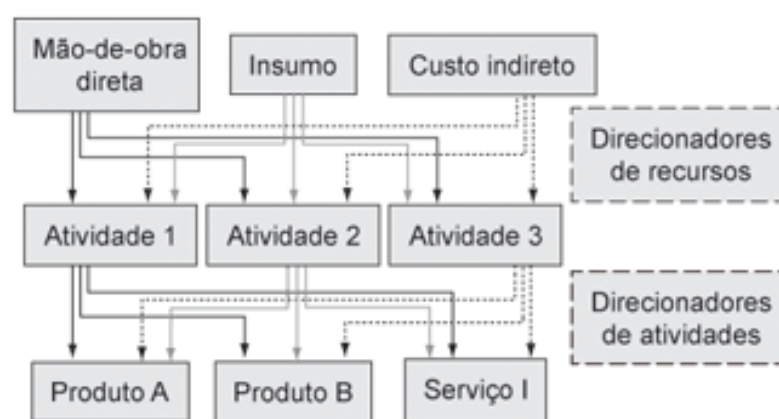 Mão-de-obra
direta
Insumo
Custo indireto
Direcionadores
de recursos
Atividade 1
Atividade 2
Atividade 3
Direcionadores
de atividades
Produto A
Produto B
Serviço I